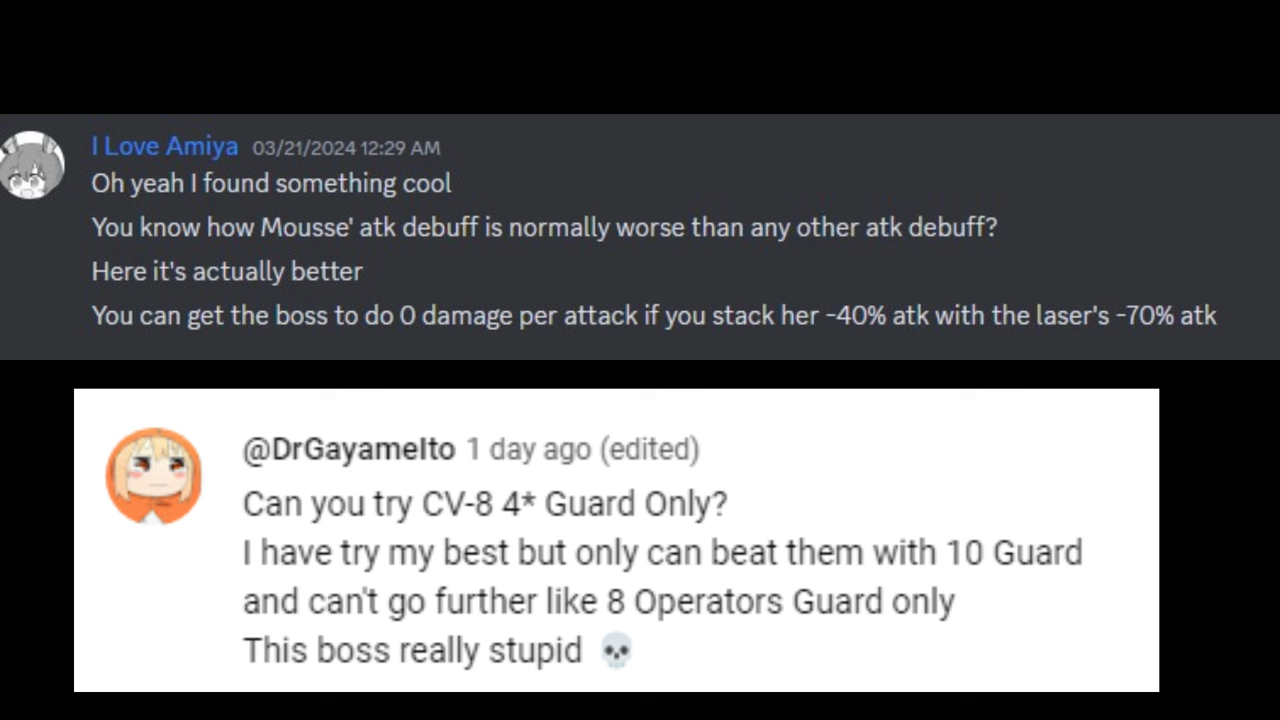 I Love Amiya 03/21/2024 12:29 AM
Oh yeah I found something cool
You know how Mousse' atk debuff is normally worse than any other atk debuff?
Here it's actually better
You can get the boss to do 0 damage per attack if you stack her -40% atk with the laser's -70% atk
@DrGayameIto 1 day ago (edited)
Can you try CV-8 4* Guard Only?
I have try my best but only can beat them with 10 Guard
and can't go further like 8 Operators Guard only
This boss really stupid 💀